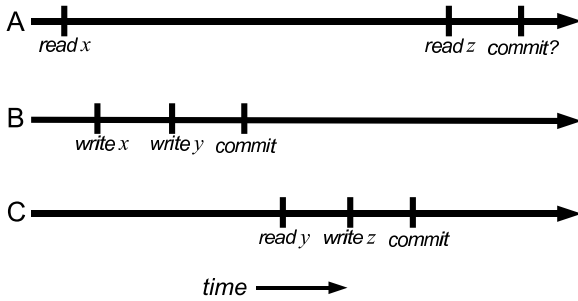 A
read x
read z
commit?
B
write x
write y
commit
C
read y
write z
commit
time